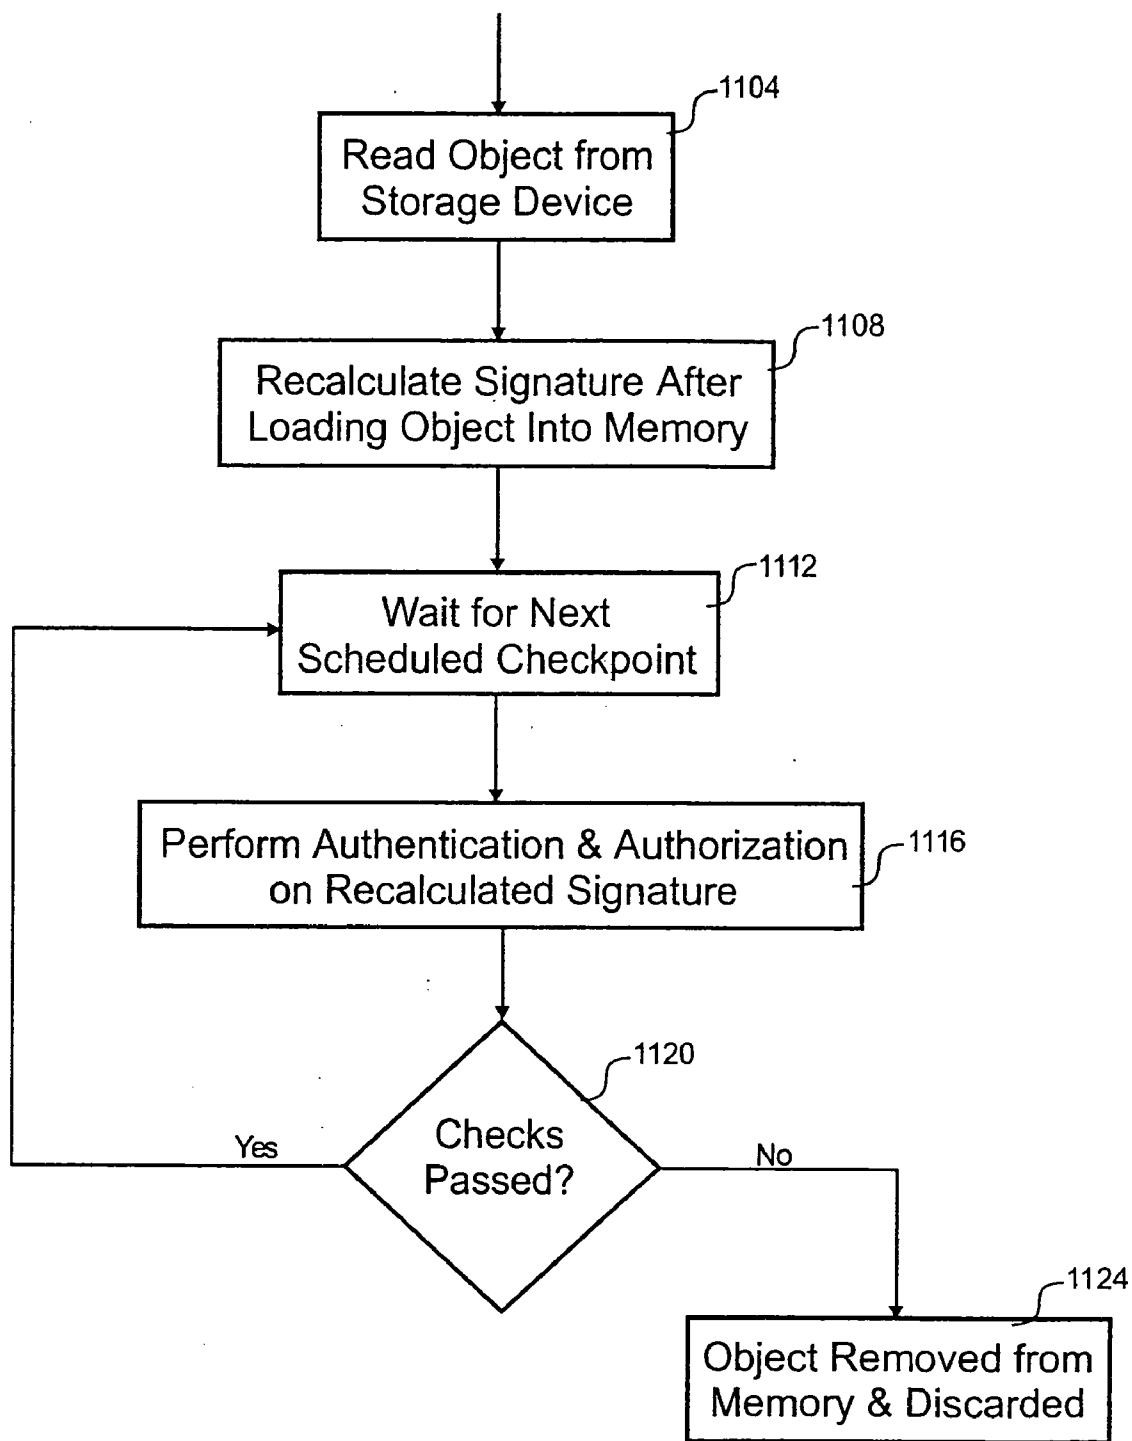 1104
Read Object from
Storage Device
1108
Recalculate Signature After
Loading Object Into Memory
1112
Wait for Next
Scheduled Checkpoint
1116
Perform Authentication & Authorization
on Recalculated Signature
1120
Checks
Passed?
Yes
No
1124
Object Removed from
Memory & Discarded